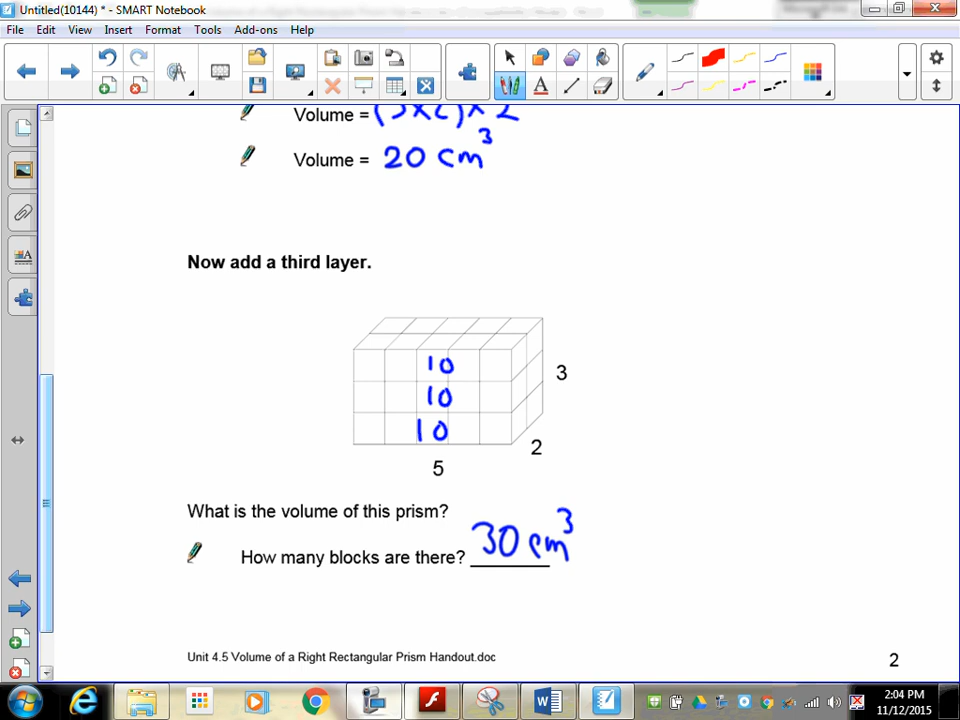 Untitled(10144) * - SMART Notebook
File Edit View Insert Format Tools Add-ons Help
Volume = (5x2) x 2
Volume = 20 cm³
Now add a third layer.
10
10
10
3
2
5
What is the volume of this prism?
How many blocks are there? 30 cm³
Unit 4.5 Volume of a Right Rectangular Prism Handout.doc
2
2:04 PM
11/12/2015